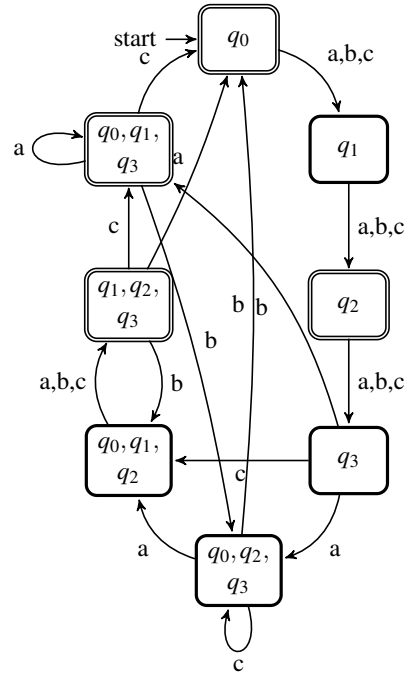 start
q0
c
a,b,c
q0, q1,
q3
a
a
q1
c
a,b,c
q1, q2,
q3
q2
b
b
b
a,b,c
b
a,b,c
q0, q1,
q2
c
q3
a
q0, q2,
q3
a
c